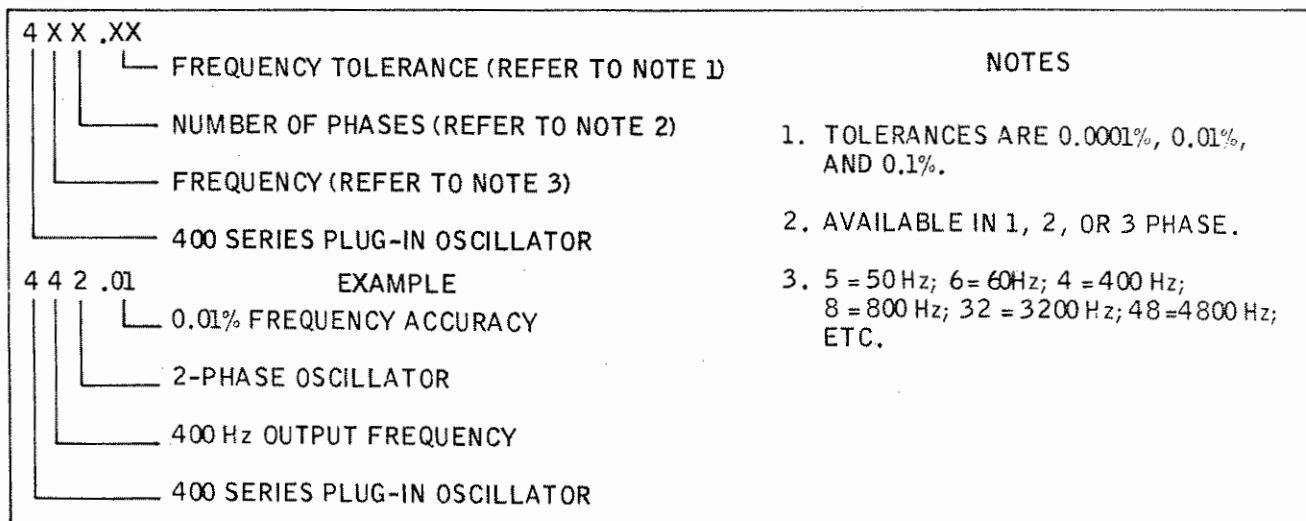 4 X X .XX
FREQUENCY TOLERANCE (REFER TO NOTE 1)
NUMBER OF PHASES (REFER TO NOTE 2)
FREQUENCY (REFER TO NOTE 3)
400 SERIES PLUG-IN OSCILLATOR
4 4 2 .01 EXAMPLE
0.01% FREQUENCY ACCURACY
2-PHASE OSCILLATOR
400 Hz OUTPUT FREQUENCY
400 SERIES PLUG-IN OSCILLATOR
NOTES
1. TOLERANCES ARE 0.0001%, 0.01%,
AND 0.1%.
2. AVAILABLE IN 1, 2, OR 3 PHASE.
3. 5 = 50 Hz; 6 = 60Hz; 4 = 400 Hz;
8 = 800 Hz; 32 = 3200 Hz; 48 =4800 Hz;
ETC.